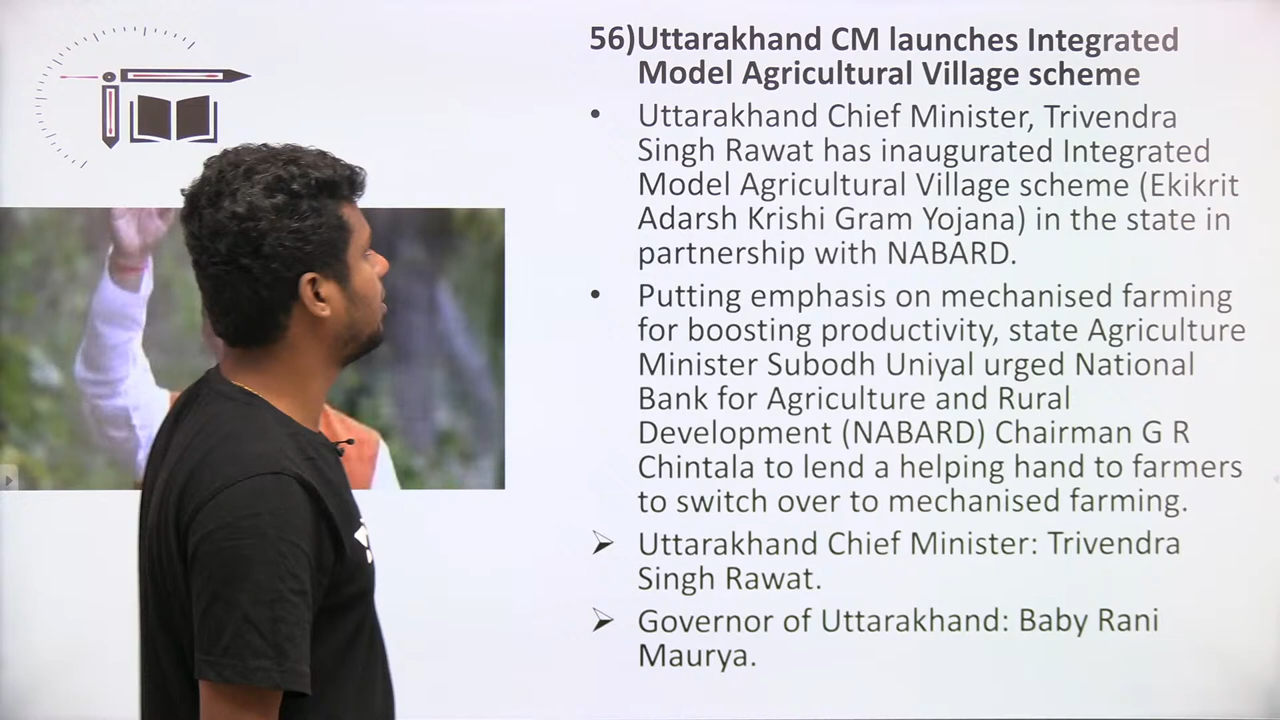 56)Uttarakhand CM launches Integrated
Model Agricultural Village scheme
• Uttarakhand Chief Minister, Trivendra
Singh Rawat has inaugurated Integrated
Model Agricultural Village scheme (Ekikrit
Adarsh Krishi Gram Yojana) in the state in
partnership with NABARD.
• Putting emphasis on mechanised farming
for boosting productivity, state Agriculture
Minister Subodh Uniyal urged National
Bank for Agriculture and Rural
Development (NABARD) Chairman G R
Chintala to lend a helping hand to farmers
to switch over to mechanised farming.
➢ Uttarakhand Chief Minister: Trivendra
Singh Rawat.
➢ Governor of Uttarakhand: Baby Rani
Maurya.